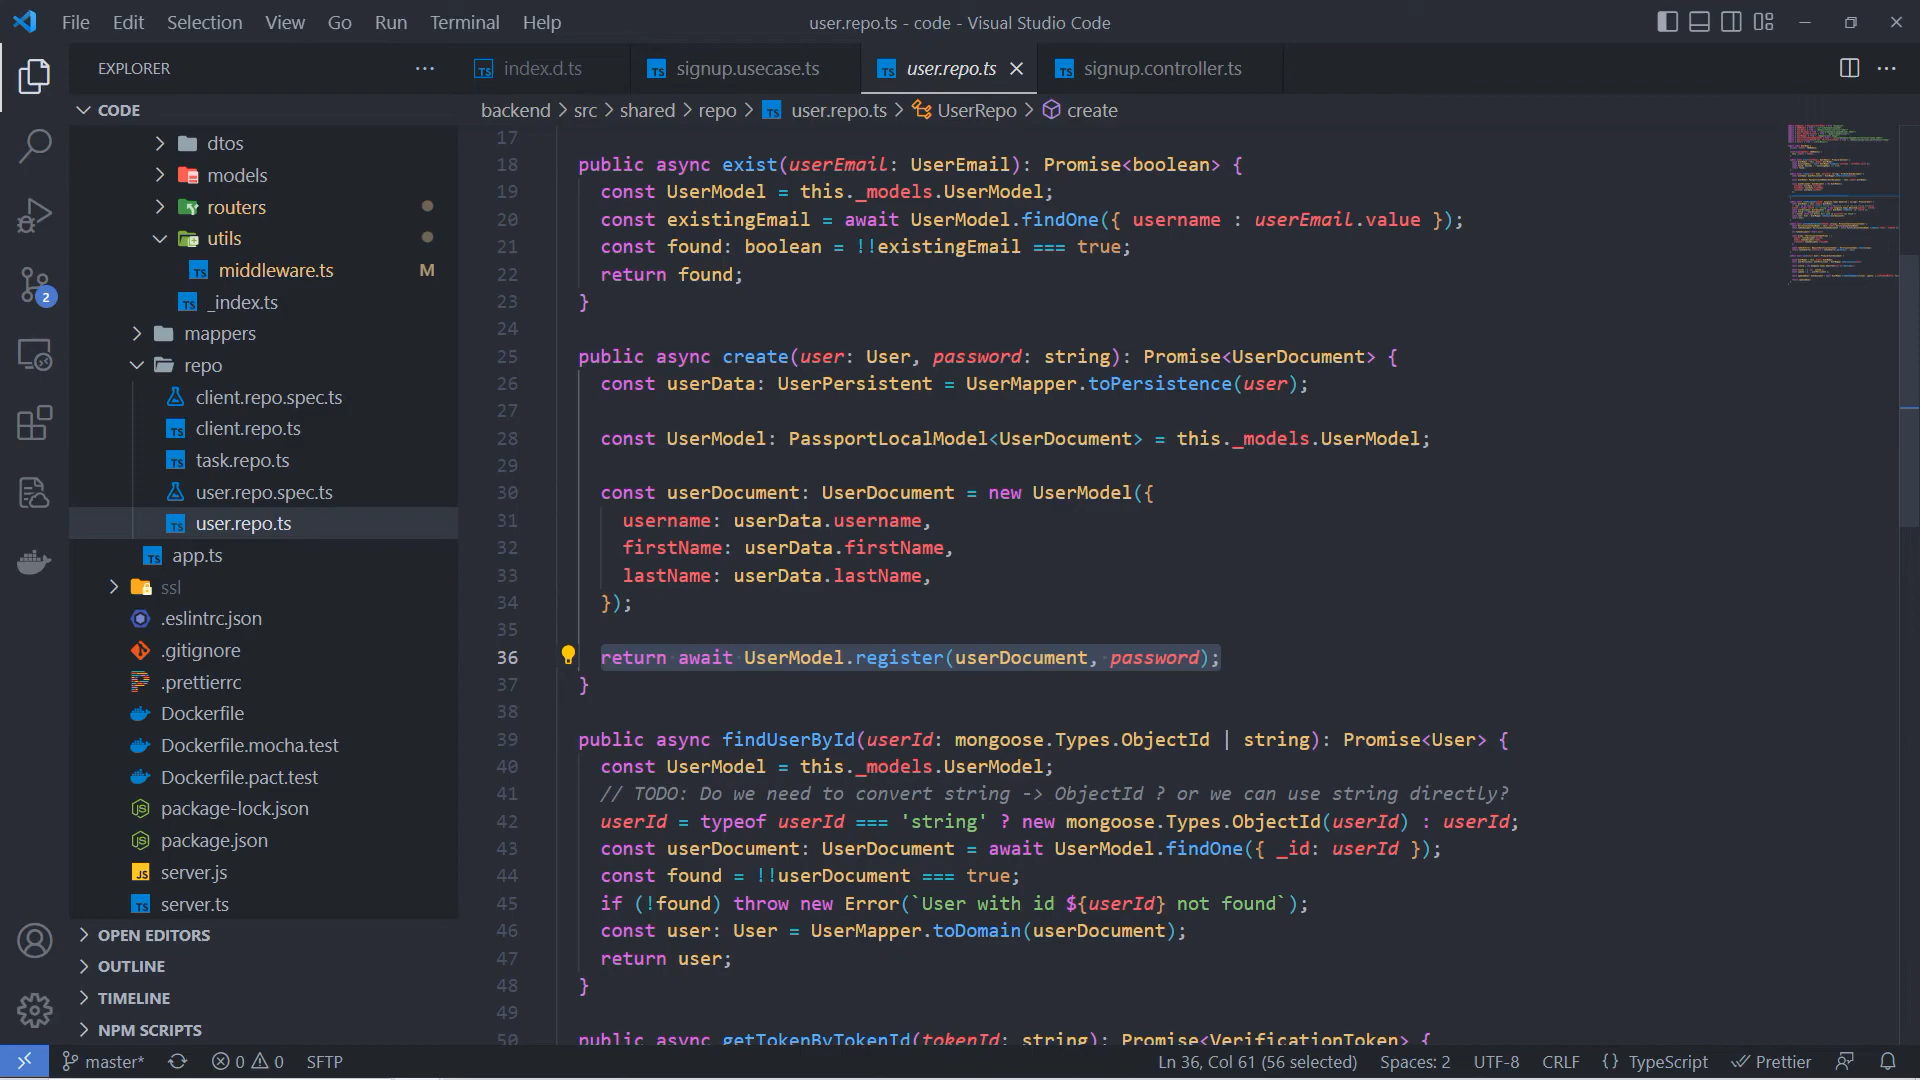 File Edit Selection View Go Run Terminal Help
user.repo.ts - code - Visual Studio Code
EXPLORER
CODE
dtos
models
routers
utils
middleware.ts M
_index.ts
mappers
repo
client.repo.spec.ts
client.repo.ts
task.repo.ts
user.repo.spec.ts
user.repo.ts
app.ts
ssl
.eslintrc.json
.gitignore
.prettierrc
Dockerfile
Dockerfile.mocha.test
Dockerfile.pact.test
package-lock.json
package.json
server.js
server.ts
OPEN EDITORS
OUTLINE
TIMELINE
NPM SCRIPTS
2
TS index.d.ts TS signup.usecase.ts TS user.repo.ts TS signup.controller.ts
backend > src > shared > repo > TS user.repo.ts > UserRepo > create
17
18 public async exist(userEmail: UserEmail): Promise<boolean> {
19 const UserModel = this._models.UserModel;
20 const existingEmail = await UserModel.findOne({ username : userEmail.value });
21 const found: boolean = !!existingEmail === true;
22 return found;
23 }
24
25 public async create(user: User, password: string): Promise<UserDocument> {
26 const userData: UserPersistent = UserMapper.toPersistence(user);
27
28 const UserModel: PassportLocalModel<UserDocument> = this._models.UserModel;
29
30 const userDocument: UserDocument = new UserModel({
31 username: userData.username,
32 firstName: userData.firstName,
33 lastName: userData.lastName,
34 });
35
36 return await UserModel.register(userDocument, password);
37 }
38
39 public async findUserById(userId: mongoose.Types.ObjectId | string): Promise<User> {
40 const UserModel = this._models.UserModel;
41 // TODO: Do we need to convert string -> ObjectId ? or we can use string directly?
42 userId = typeof userId === 'string' ? new mongoose.Types.ObjectId(userId) : userId;
43 const userDocument: UserDocument = await UserModel.findOne({ _id: userId });
44 const found = !!userDocument === true;
45 if (!found) throw new Error(`User with id ${userId} not found`);
46 const user: User = UserMapper.toDomain(userDocument);
47 return user;
48 }
49
50 public async getTokenByTokenId(tokenId: string): Promise<VerificationToken> {
master* 0 0 SFTP Ln 36, Col 61 (56 selected) Spaces: 2 UTF-8 CRLF {} TypeScript Prettier